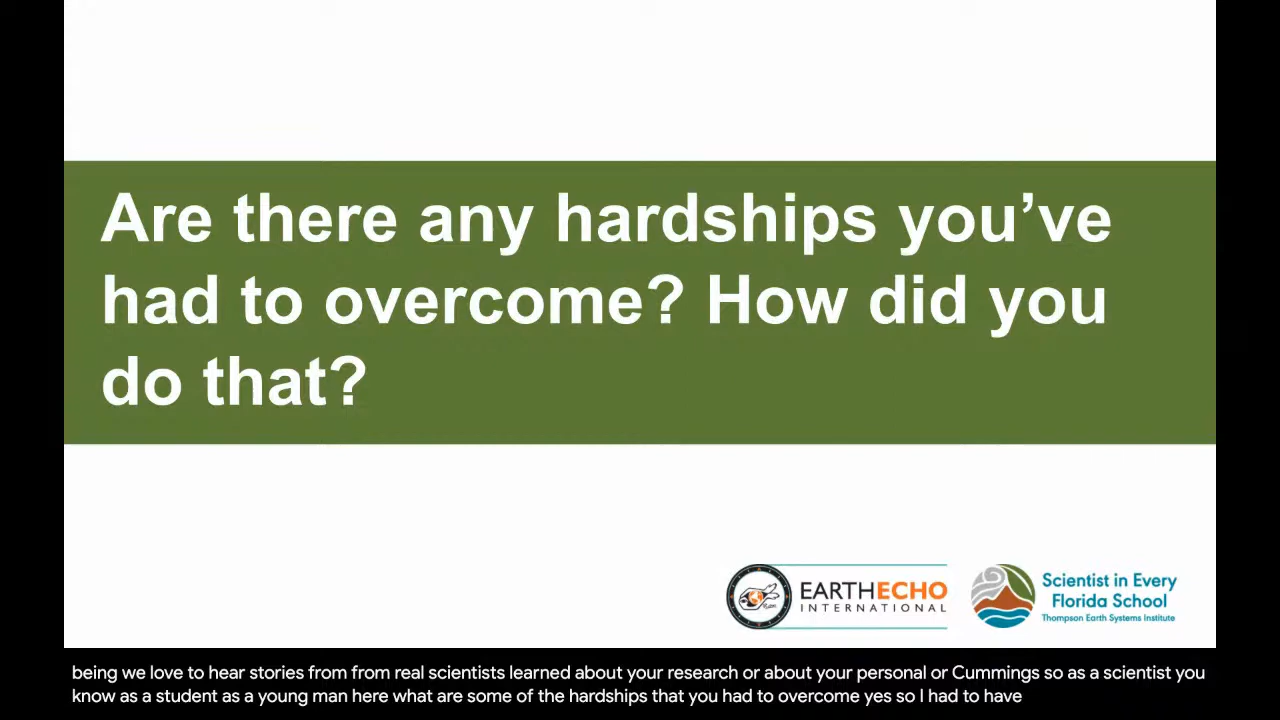 Are there any hardships you’ve
had to overcome? How did you
do that?
EARTHECHO
INTERNATIONAL
Scientist in Every
Florida School
Thompson Earth Systems Institute
being we love to hear stories from from real scientists learned about your research or about your personal or Cummings so as a scientist you
know as a student as a young man here what are some of the hardships that you had to overcome yes so I had to have